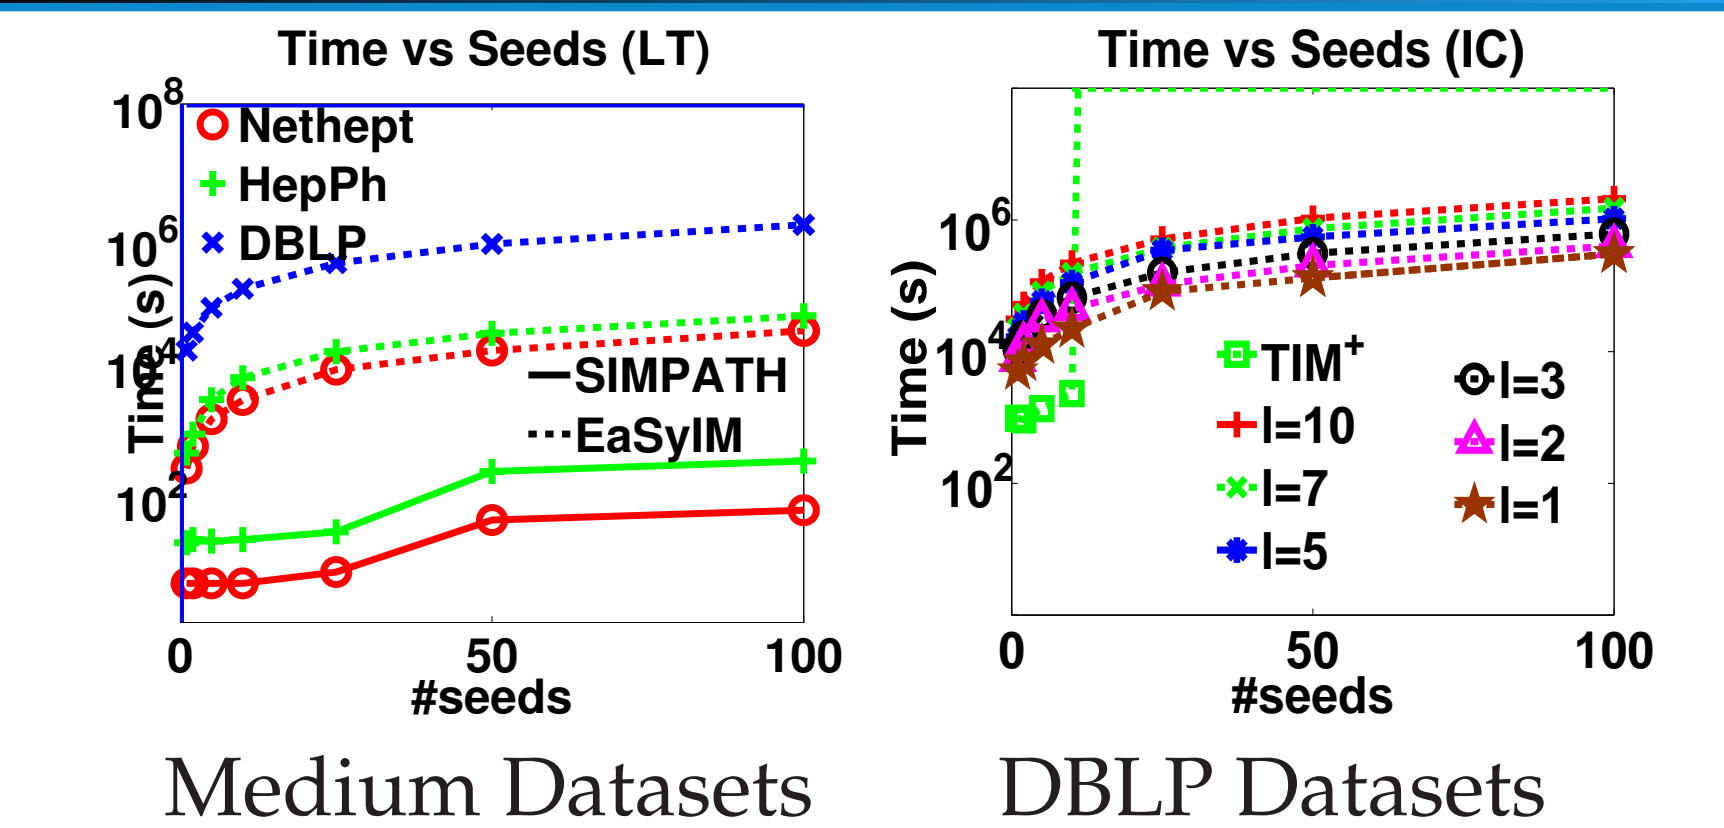 Time vs Seeds (LT)
10^8
10^6
10^4
10^2
Time (s)
Nethept
HepPh
DBLP
SIMPATH
EaSyIM
0 50 100
#seeds
Medium Datasets
Time vs Seeds (IC)
10^6
10^4
10^2
Time (s)
TIM+
l=10
l=7
l=5
l=3
l=2
l=1
0 50 100
#seeds
DBLP Datasets